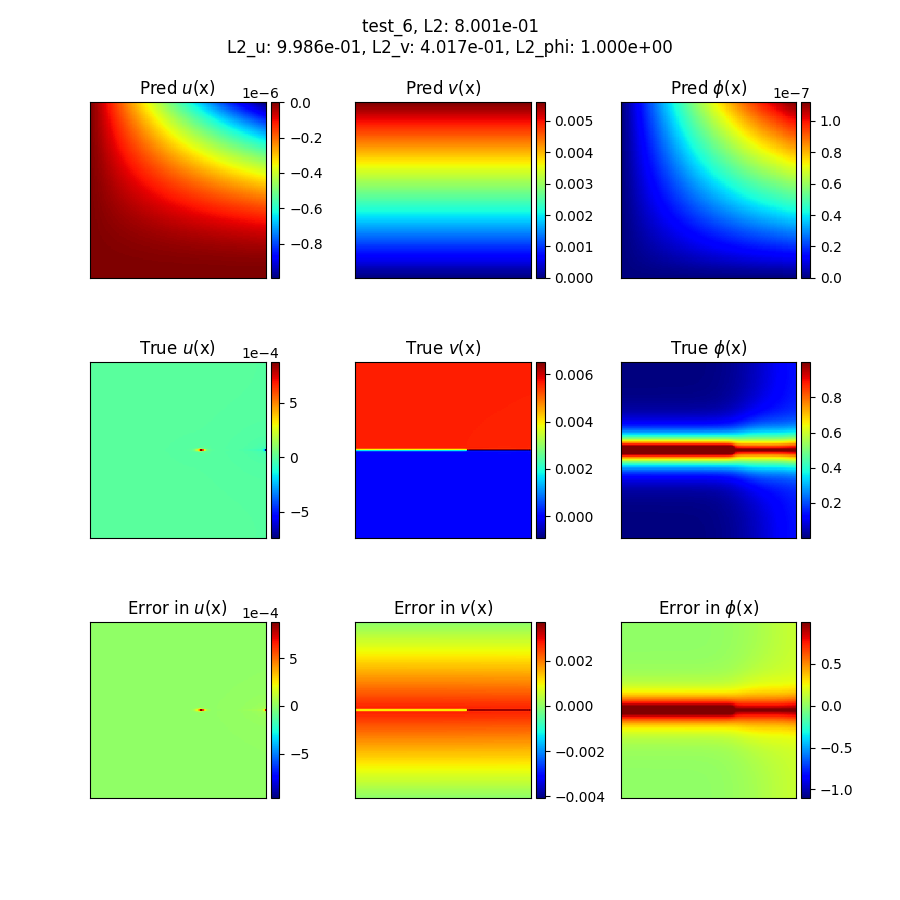 test_6, L2: 8.001e-01
L2_u: 9.986e-01, L2_v: 4.017e-01, L2_phi: 1.000e+00
Pred u(x)
1e−6
0.0
−0.2
−0.4
−0.6
−0.8
Pred v(x)
0.005
0.004
0.003
0.002
0.001
0.000
Pred ϕ(x)
1e−7
1.0
0.8
0.6
0.4
0.2
0.0
True u(x)
1e−4
5
0
−5
True v(x)
0.006
0.004
0.002
0.000
True ϕ(x)
0.8
0.6
0.4
0.2
Error in u(x)
1e−4
5
0
−5
Error in v(x)
0.002
0.000
−0.002
−0.004
Error in ϕ(x)
0.5
0.0
−0.5
−1.0